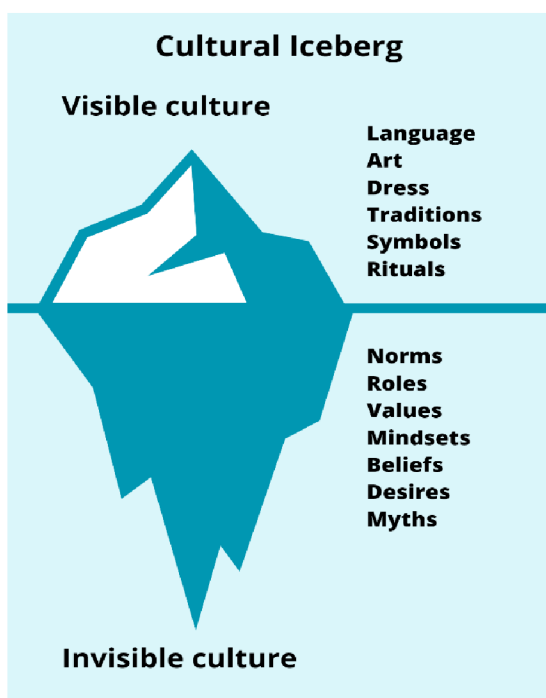 Cultural Iceberg
Visible culture
Language
Art
Dress
Traditions
Symbols
Rituals
Norms
Roles
Values
Mindsets
Beliefs
Desires
Myths
Invisible culture